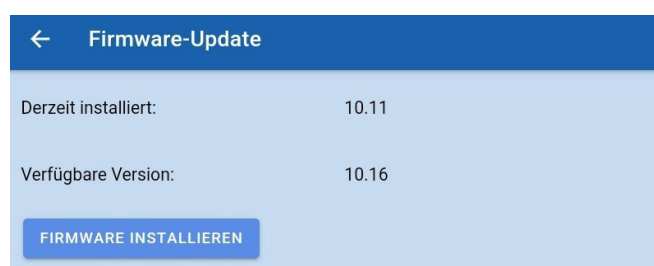 Firmware-Update
Derzeit installiert: 10.11
Verfügbare Version: 10.16
FIRMWARE INSTALLIEREN